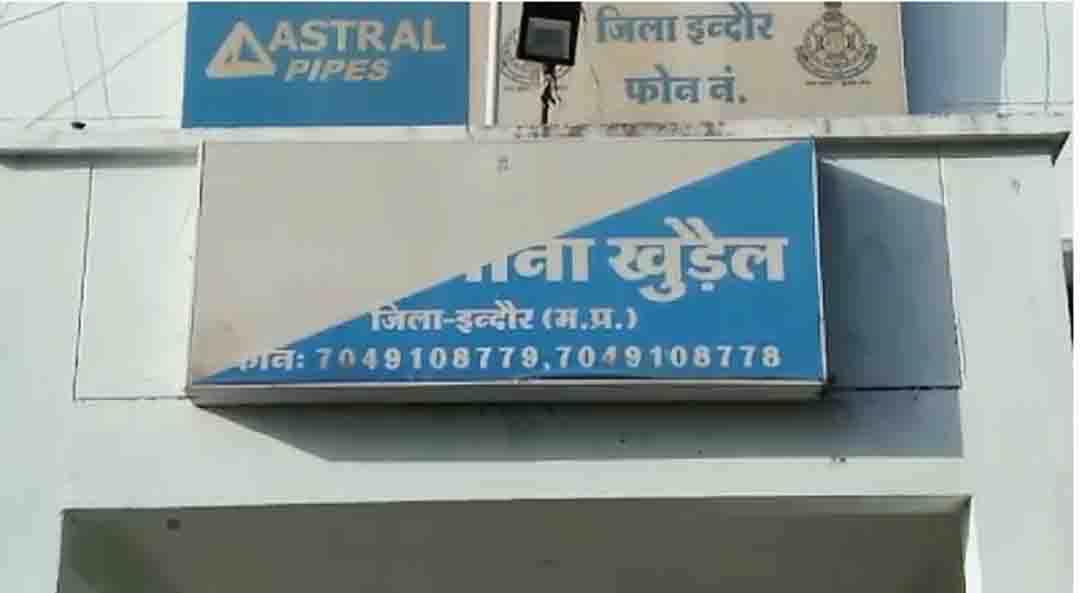 ASTRAL
PIPES
जिला इन्दौर
फोन नं.
खुड़ैल
जिला-इन्दौर (म.प्र.)
फोन: 7049108779, 7049108778